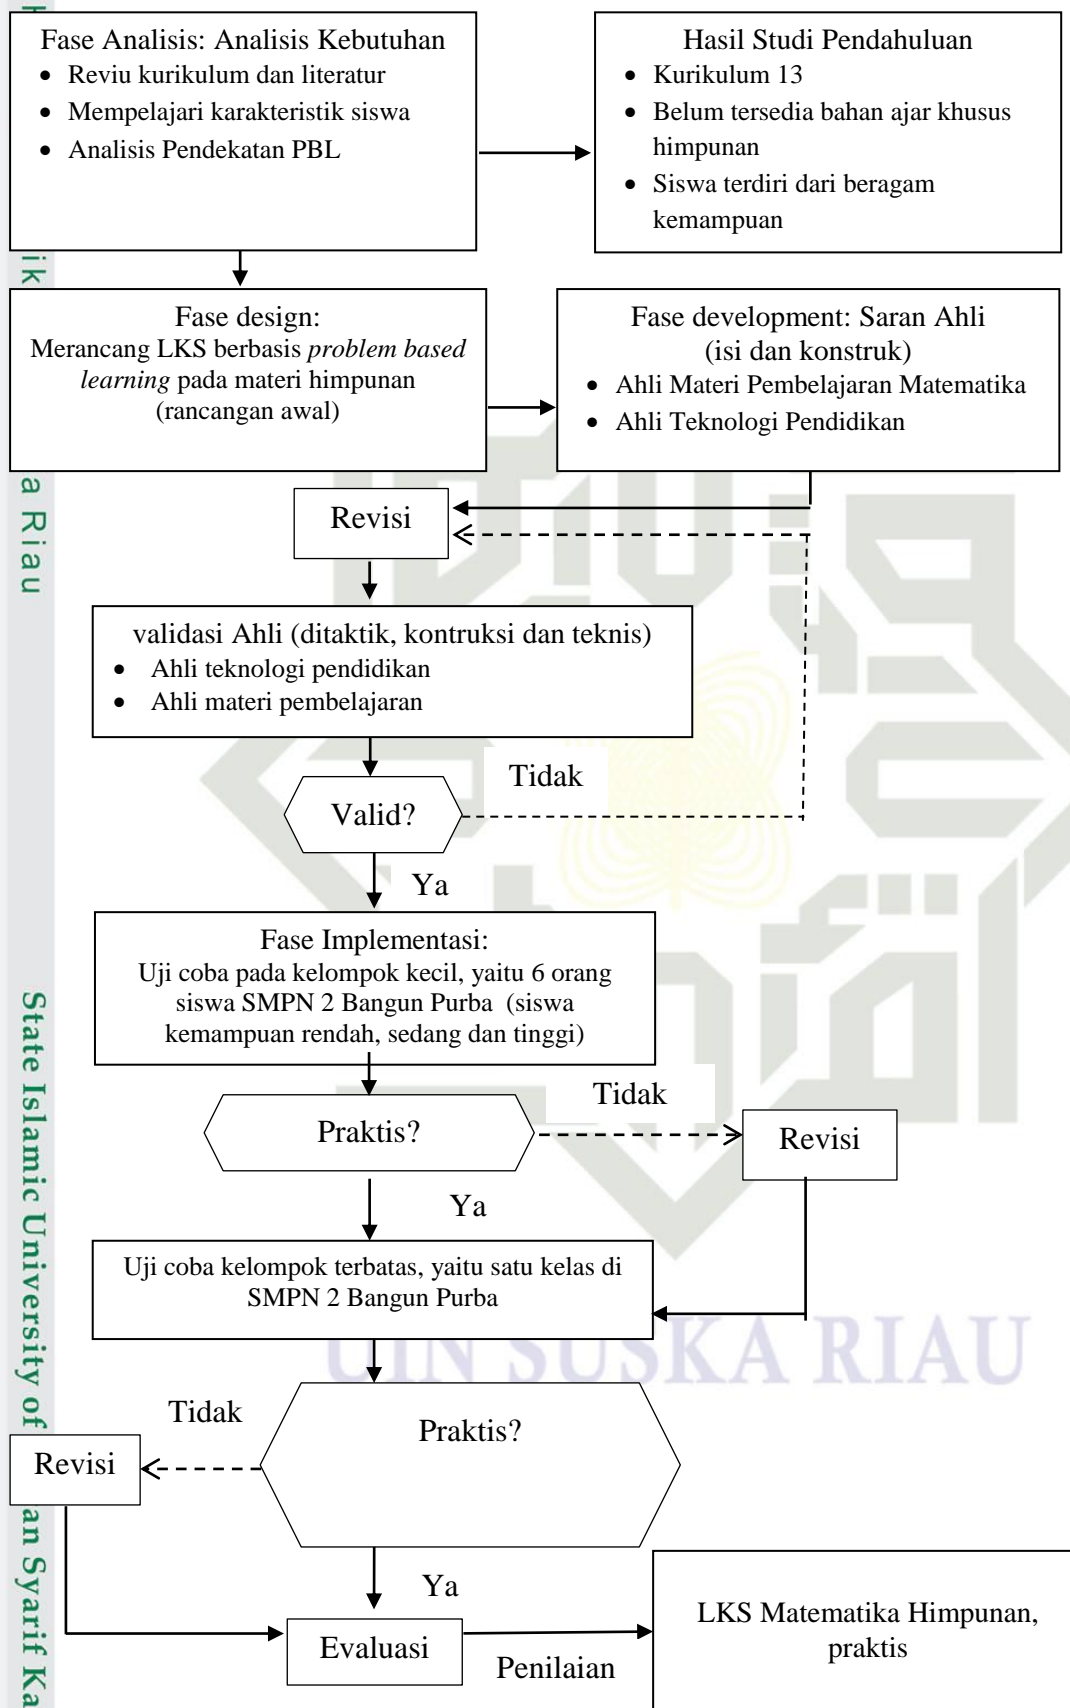 Fase Analisis: Analisis Kebutuhan
• Reviu kurikulum dan literatur
• Mempelajari karakteristik siswa
• Analisis Pendekatan PBL
Hasil Studi Pendahuluan
• Kurikulum 13
• Belum tersedia bahan ajar khusus
himpunan
• Siswa terdiri dari beragam
kemampuan
Fase design:
Merancang LKS berbasis problem based
learning pada materi himpunan
(rancangan awal)
Fase development: Saran Ahli
(isi dan konstruk)
• Ahli Materi Pembelajaran Matematika
• Ahli Teknologi Pendidikan
Revisi
validasi Ahli (ditaktik, kontruksi dan teknis)
• Ahli teknologi pendidikan
• Ahli materi pembelajaran
Tidak
Valid?
Ya
Fase Implementasi:
Uji coba pada kelompok kecil, yaitu 6 orang
siswa SMPN 2 Bangun Purba (siswa
kemampuan rendah, sedang dan tinggi)
Tidak
Praktis?
Revisi
Ya
Uji coba kelompok terbatas, yaitu satu kelas di
SMPN 2 Bangun Purba
UIN SUSKA RIAU
Tidak
Praktis?
Revisi
Ya
Evaluasi
Penilaian
LKS Matematika Himpunan,
praktis
ik
a Riau
State Islamic University of
an Syarif Ka